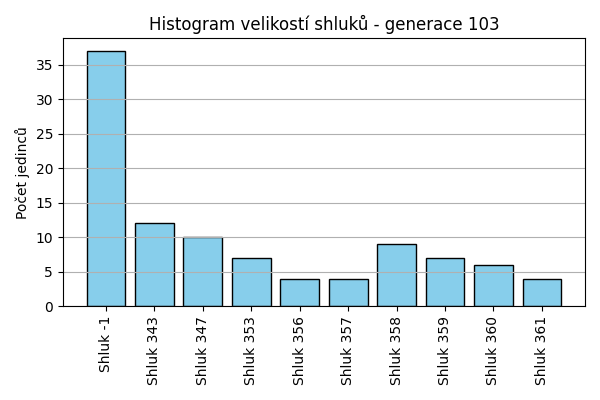 Histogram velikostí shluků - generace 103
Počet jedinců
35
30
25
20
15
10
5
0
Shluk -1
Shluk 343
Shluk 347
Shluk 353
Shluk 356
Shluk 357
Shluk 358
Shluk 359
Shluk 360
Shluk 361